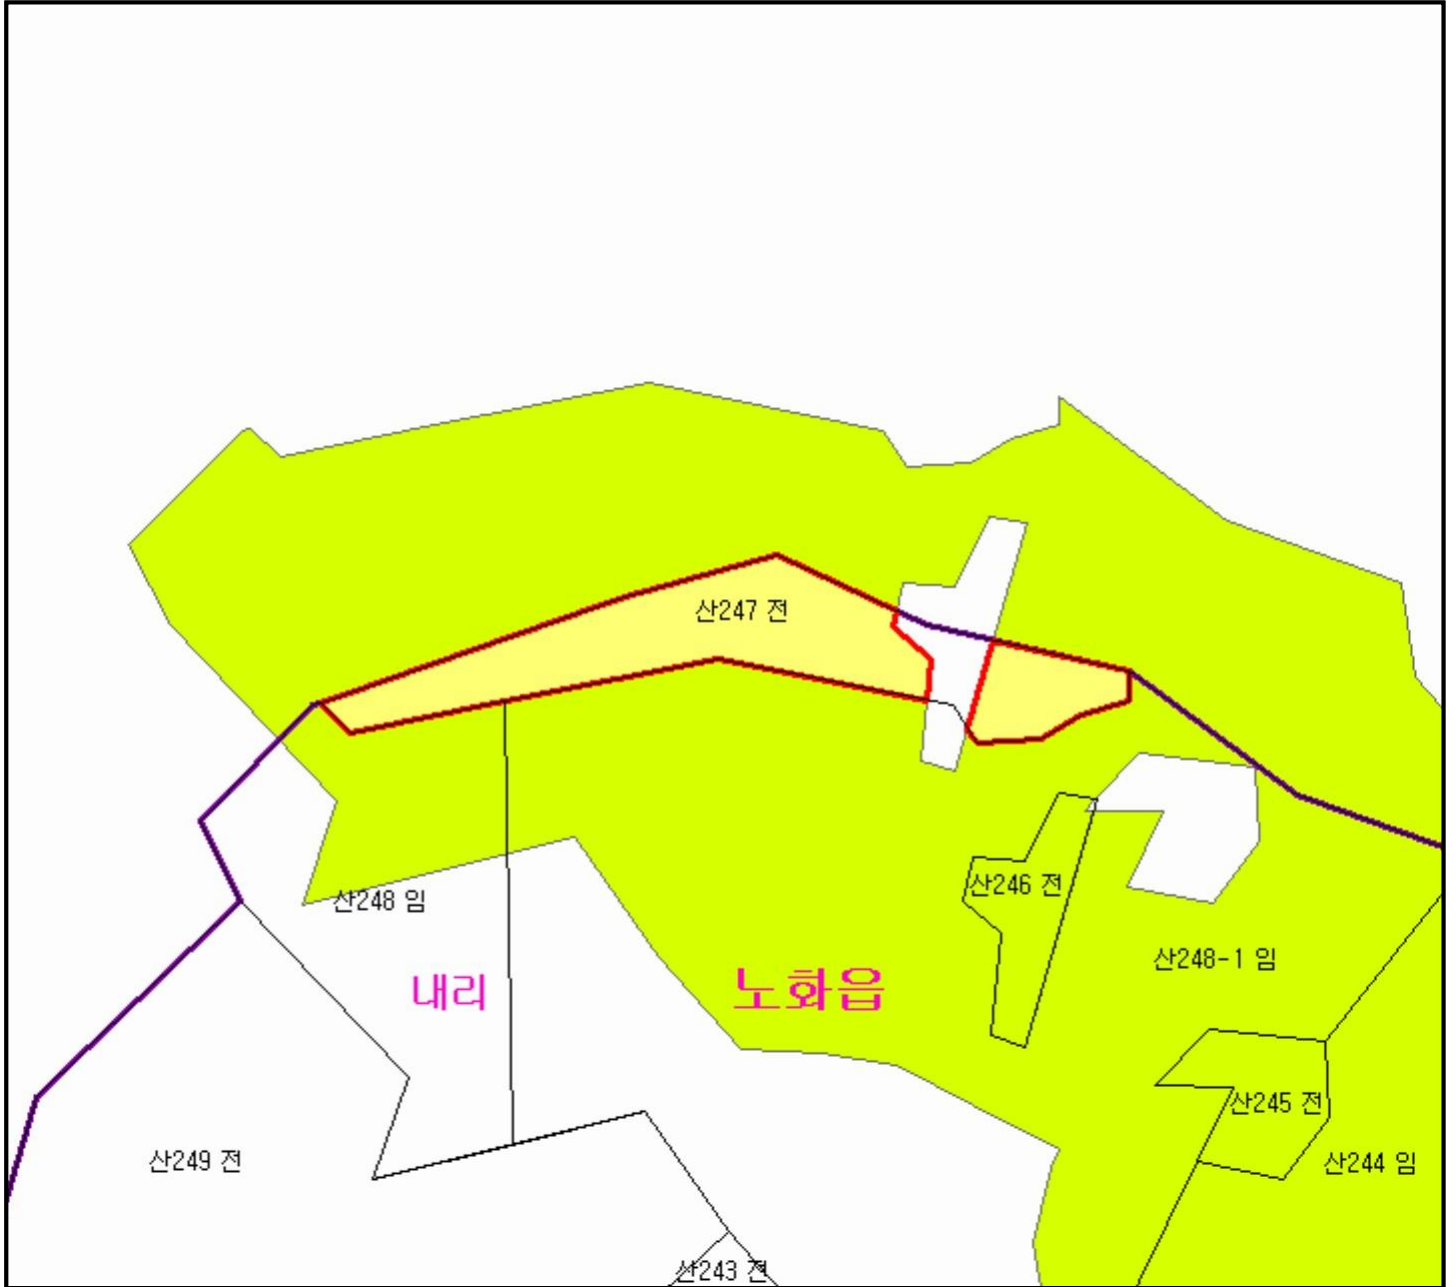 산247 전
산246 전
산248 임
산248-1 임
내리
노화읍
산245 전
산249 전
산244 임
산243 전